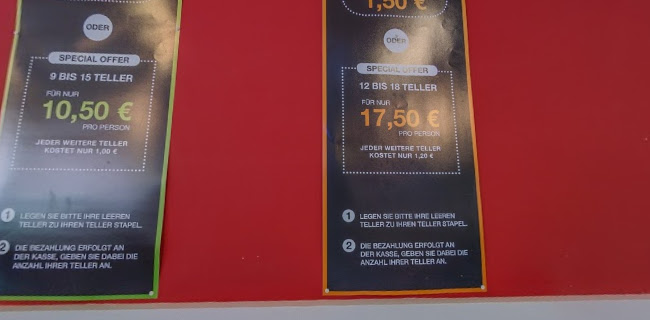 ODER
SPECIAL OFFER
9 BIS 15 TELLER
FÜR NUR
10,50 €
PRO PERSON
JEDER WEITERE TELLER
KOSTET NUR 1,00 €
1 LEGEN SIE BITTE IHRE LEEREN
TELLER ZU IHREN TELLER STAPEL.
2 DIE BEZAHLUNG ERFOLGT AN
DER KASSE, GEBEN SIE DABEI DIE
ANZAHL IHRER TELLER AN.
1,50 €
ODER
SPECIAL OFFER
12 BIS 18 TELLER
FÜR NUR
17,50 €
PRO PERSON
JEDER WEITERE TELLER
KOSTET NUR 1,20 €
1 LEGEN SIE BITTE IHRE LEEREN
TELLER ZU IHREN TELLER STAPEL.
2 DIE BEZAHLUNG ERFOLGT AN
DER KASSE, GEBEN SIE DABEI DIE
ANZAHL IHRER TELLER AN.